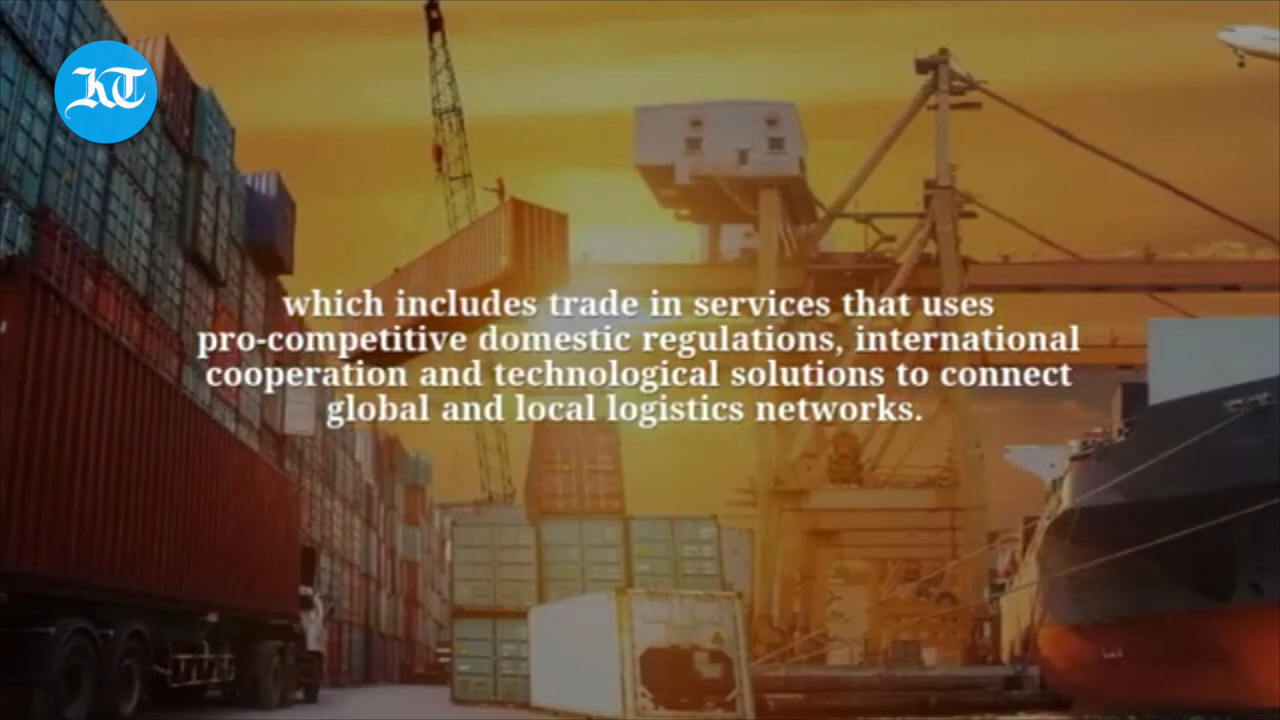 KT
which includes trade in services that uses
pro-competitive domestic regulations, international
cooperation and technological solutions to connect
global and local logistics networks.